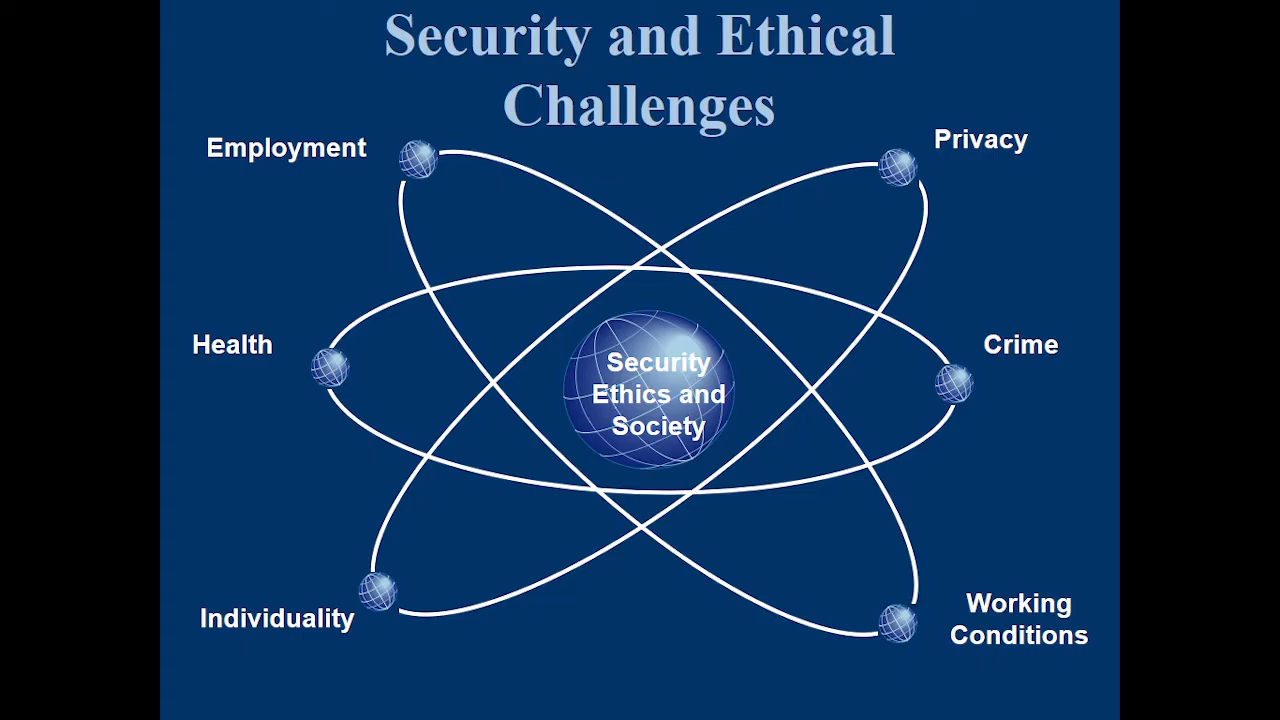 Security and Ethical
Challenges
Employment
Privacy
Health
Crime
Security
Ethics and
Society
Individuality
Working
Conditions